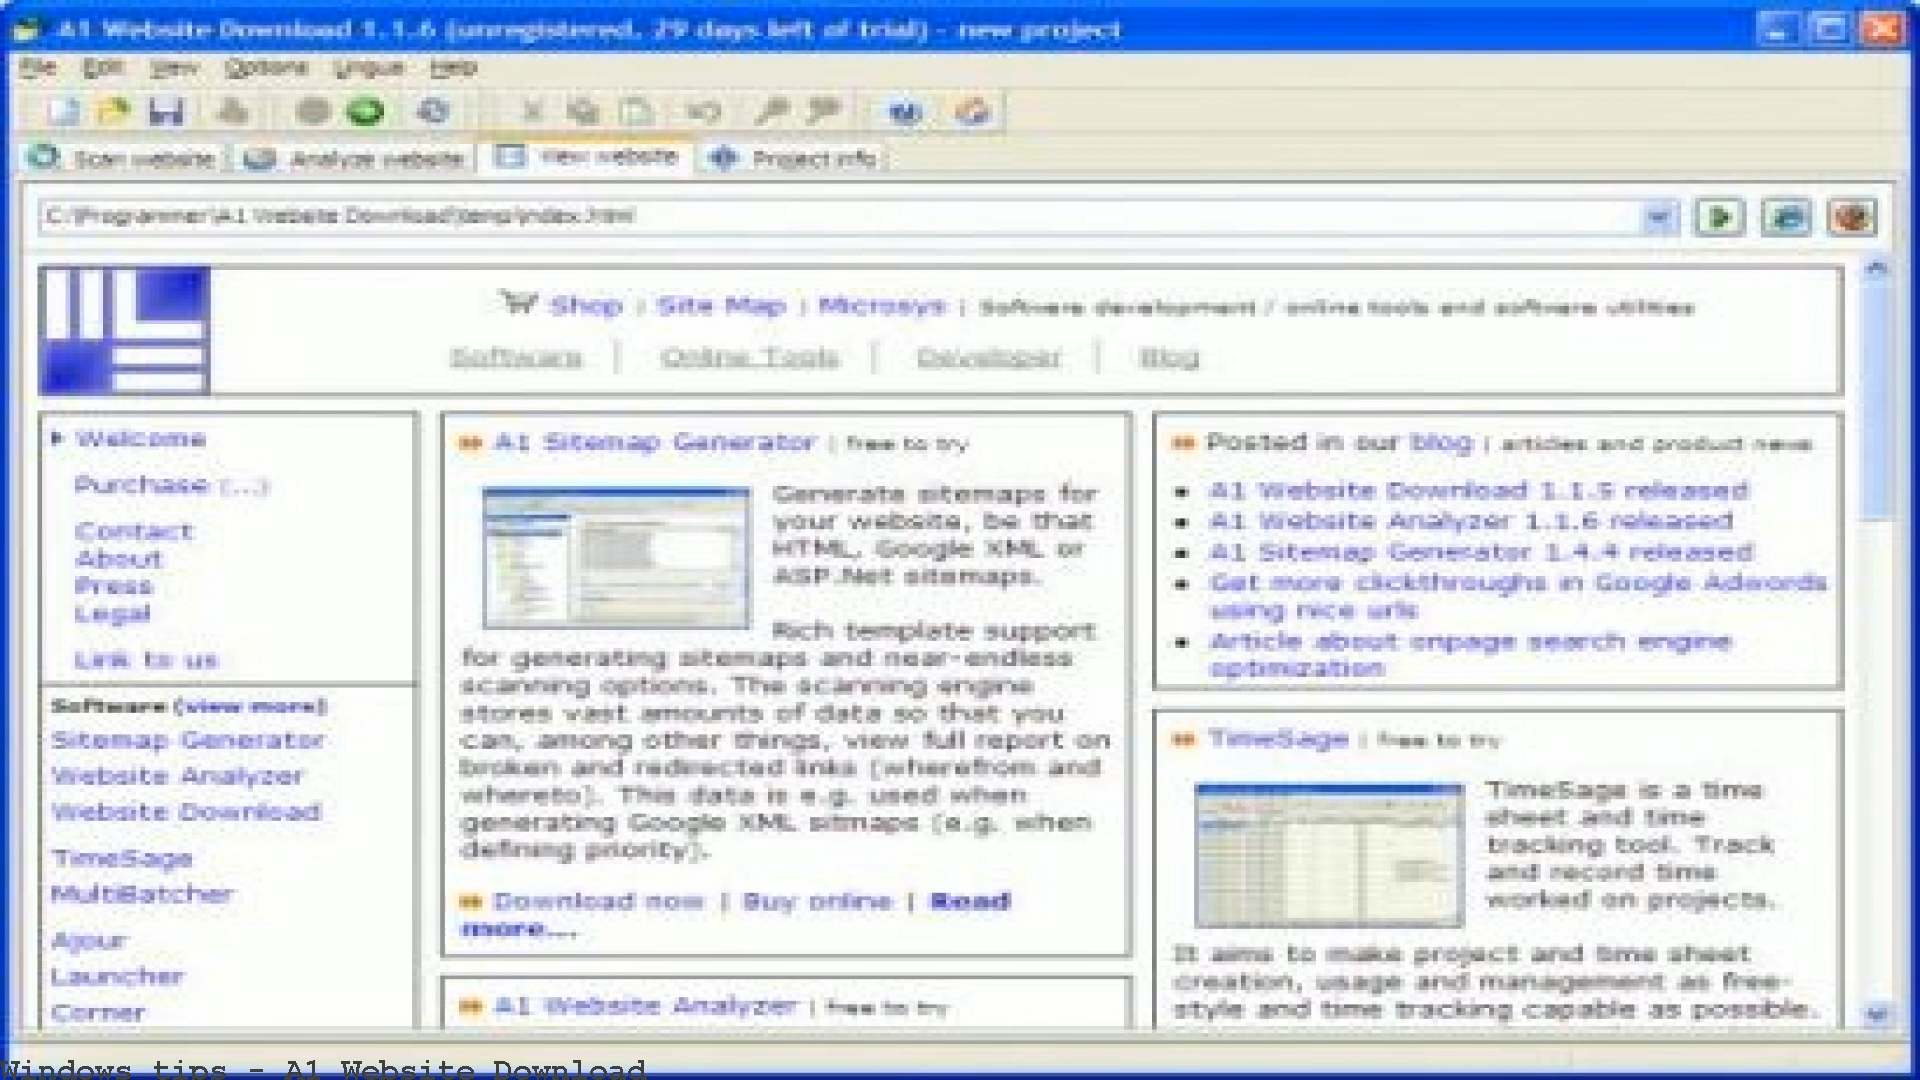 A1 Website Download 1.1.6 (unregistered, 29 days left of trial) - new project
File Edit View Options Lingua Help
Scan website Analyze website View website Project info
C:\Programmer\A1 Website Download\temp\index.html
Shop | Site Map | Microsys | Software development / online tools and software utilities
Software | Online Tools | Developer | Blog
Welcome
Purchase (...)
Contact
About
Press
Legal
Link to us
Software (view more)
Sitemap Generator
Website Analyzer
Website Download
TimeSage
MultiBatcher
Ajour
Launcher
Corner
A1 Sitemap Generator | free to try
Generate sitemaps for
your website, be that
HTML, Google XML or
ASP.Net sitemaps.
Rich template support
for generating sitemaps and near-endless
scanning options. The scanning engine
stores vast amounts of data so that you
can, among other things, view full report on
broken and redirected links (wherefrom and
whereto). This data is e.g. used when
generating Google XML sitmaps (e.g. when
defining priority).
Download now | Buy online | Read
more...
A1 Website Analyzer | free to try
Posted in our blog | articles and product news
A1 Website Download 1.1.5 released
A1 Website Analyzer 1.1.6 released
A1 Sitemap Generator 1.4.4 released
Get more clickthroughs in Google Adwords
using nice urls
Article about onpage search engine
optimization
TimeSage | free to try
TimeSage is a time
sheet and time
tracking tool. Track
and record time
worked on projects.
It aims to make project and time sheet
creation, usage and management as free-
style and time tracking capable as possible.
Windows tips - A1 Website Download